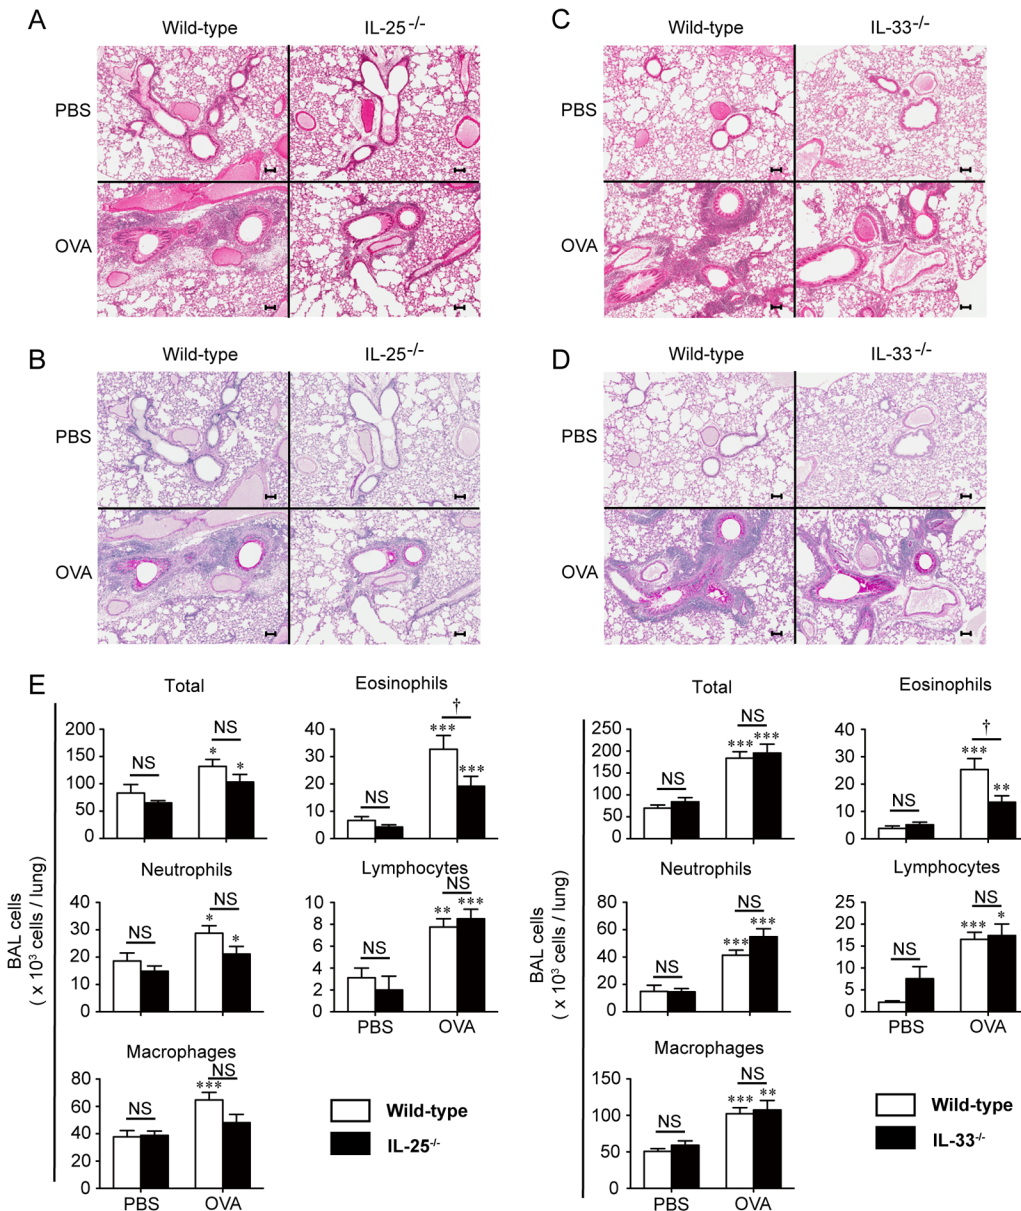 A
Wild-type
IL-25-/-
PBS
OVA
C
Wild-type
IL-33-/-
PBS
OVA
B
Wild-type
IL-25-/-
PBS
OVA
D
Wild-type
IL-33-/-
PBS
OVA
E
BAL cells
( x 10³ cells / lung)
Total
200
150
100
50
0
NS
NS
*
*
Eosinophils
40
30
20
10
0
NS
†
***
***
Neutrophils
40
30
20
10
0
NS
NS
*
*
Lymphocytes
10
8
6
4
2
0
NS
NS
**
***
PBS
OVA
Macrophages
80
60
40
20
0
NS
NS
***
PBS
OVA
Wild-type
IL-25-/-
BAL cells
( x 10³ cells / lung)
Total
250
200
150
100
50
0
NS
NS
***
***
Eosinophils
40
30
20
10
0
NS
†
***
**
Neutrophils
80
60
40
20
0
NS
NS
***
***
Lymphocytes
25
20
15
10
5
0
NS
NS
***
*
PBS
OVA
Macrophages
150
100
50
0
NS
NS
***
**
PBS
OVA
Wild-type
IL-33-/-